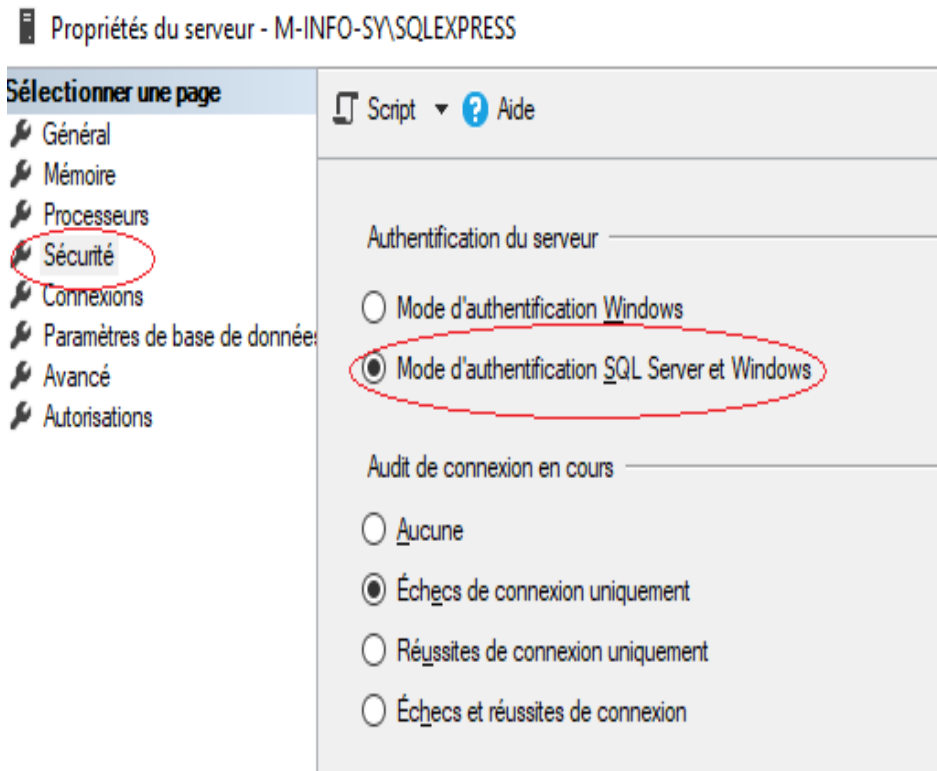 Propriétés du serveur - M-INFO-SY\SQLEXPRESS
Sélectionner une page
Général
Mémoire
Processeurs
Sécurité
Connexions
Paramètres de base de données
Avancé
Autorisations
Script ▼ ? Aide
Authentification du serveur
Mode d'authentification Windows
Mode d'authentification SQL Server et Windows
Audit de connexion en cours
Aucune
Échecs de connexion uniquement
Réussites de connexion uniquement
Échecs et réussites de connexion